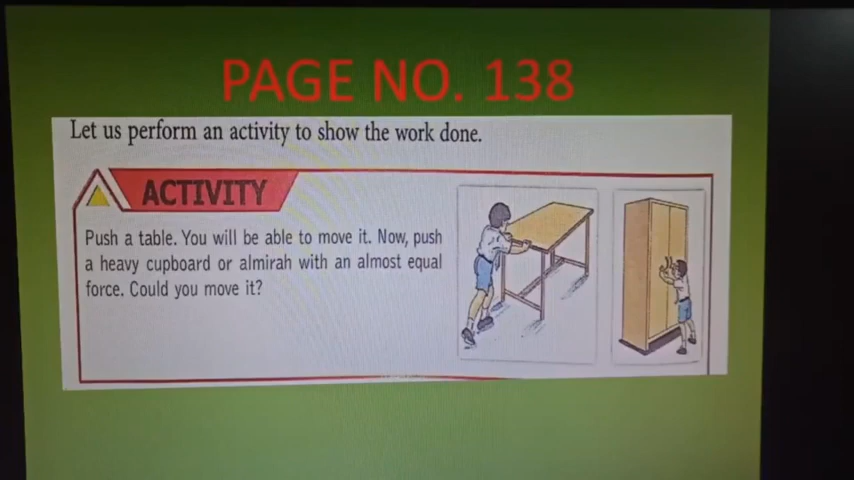 PAGE NO. 138
Let us perform an activity to show the work done.
ACTIVITY
Push a table. You will be able to move it. Now, push
a heavy cupboard or almirah with an almost equal
force. Could you move it?